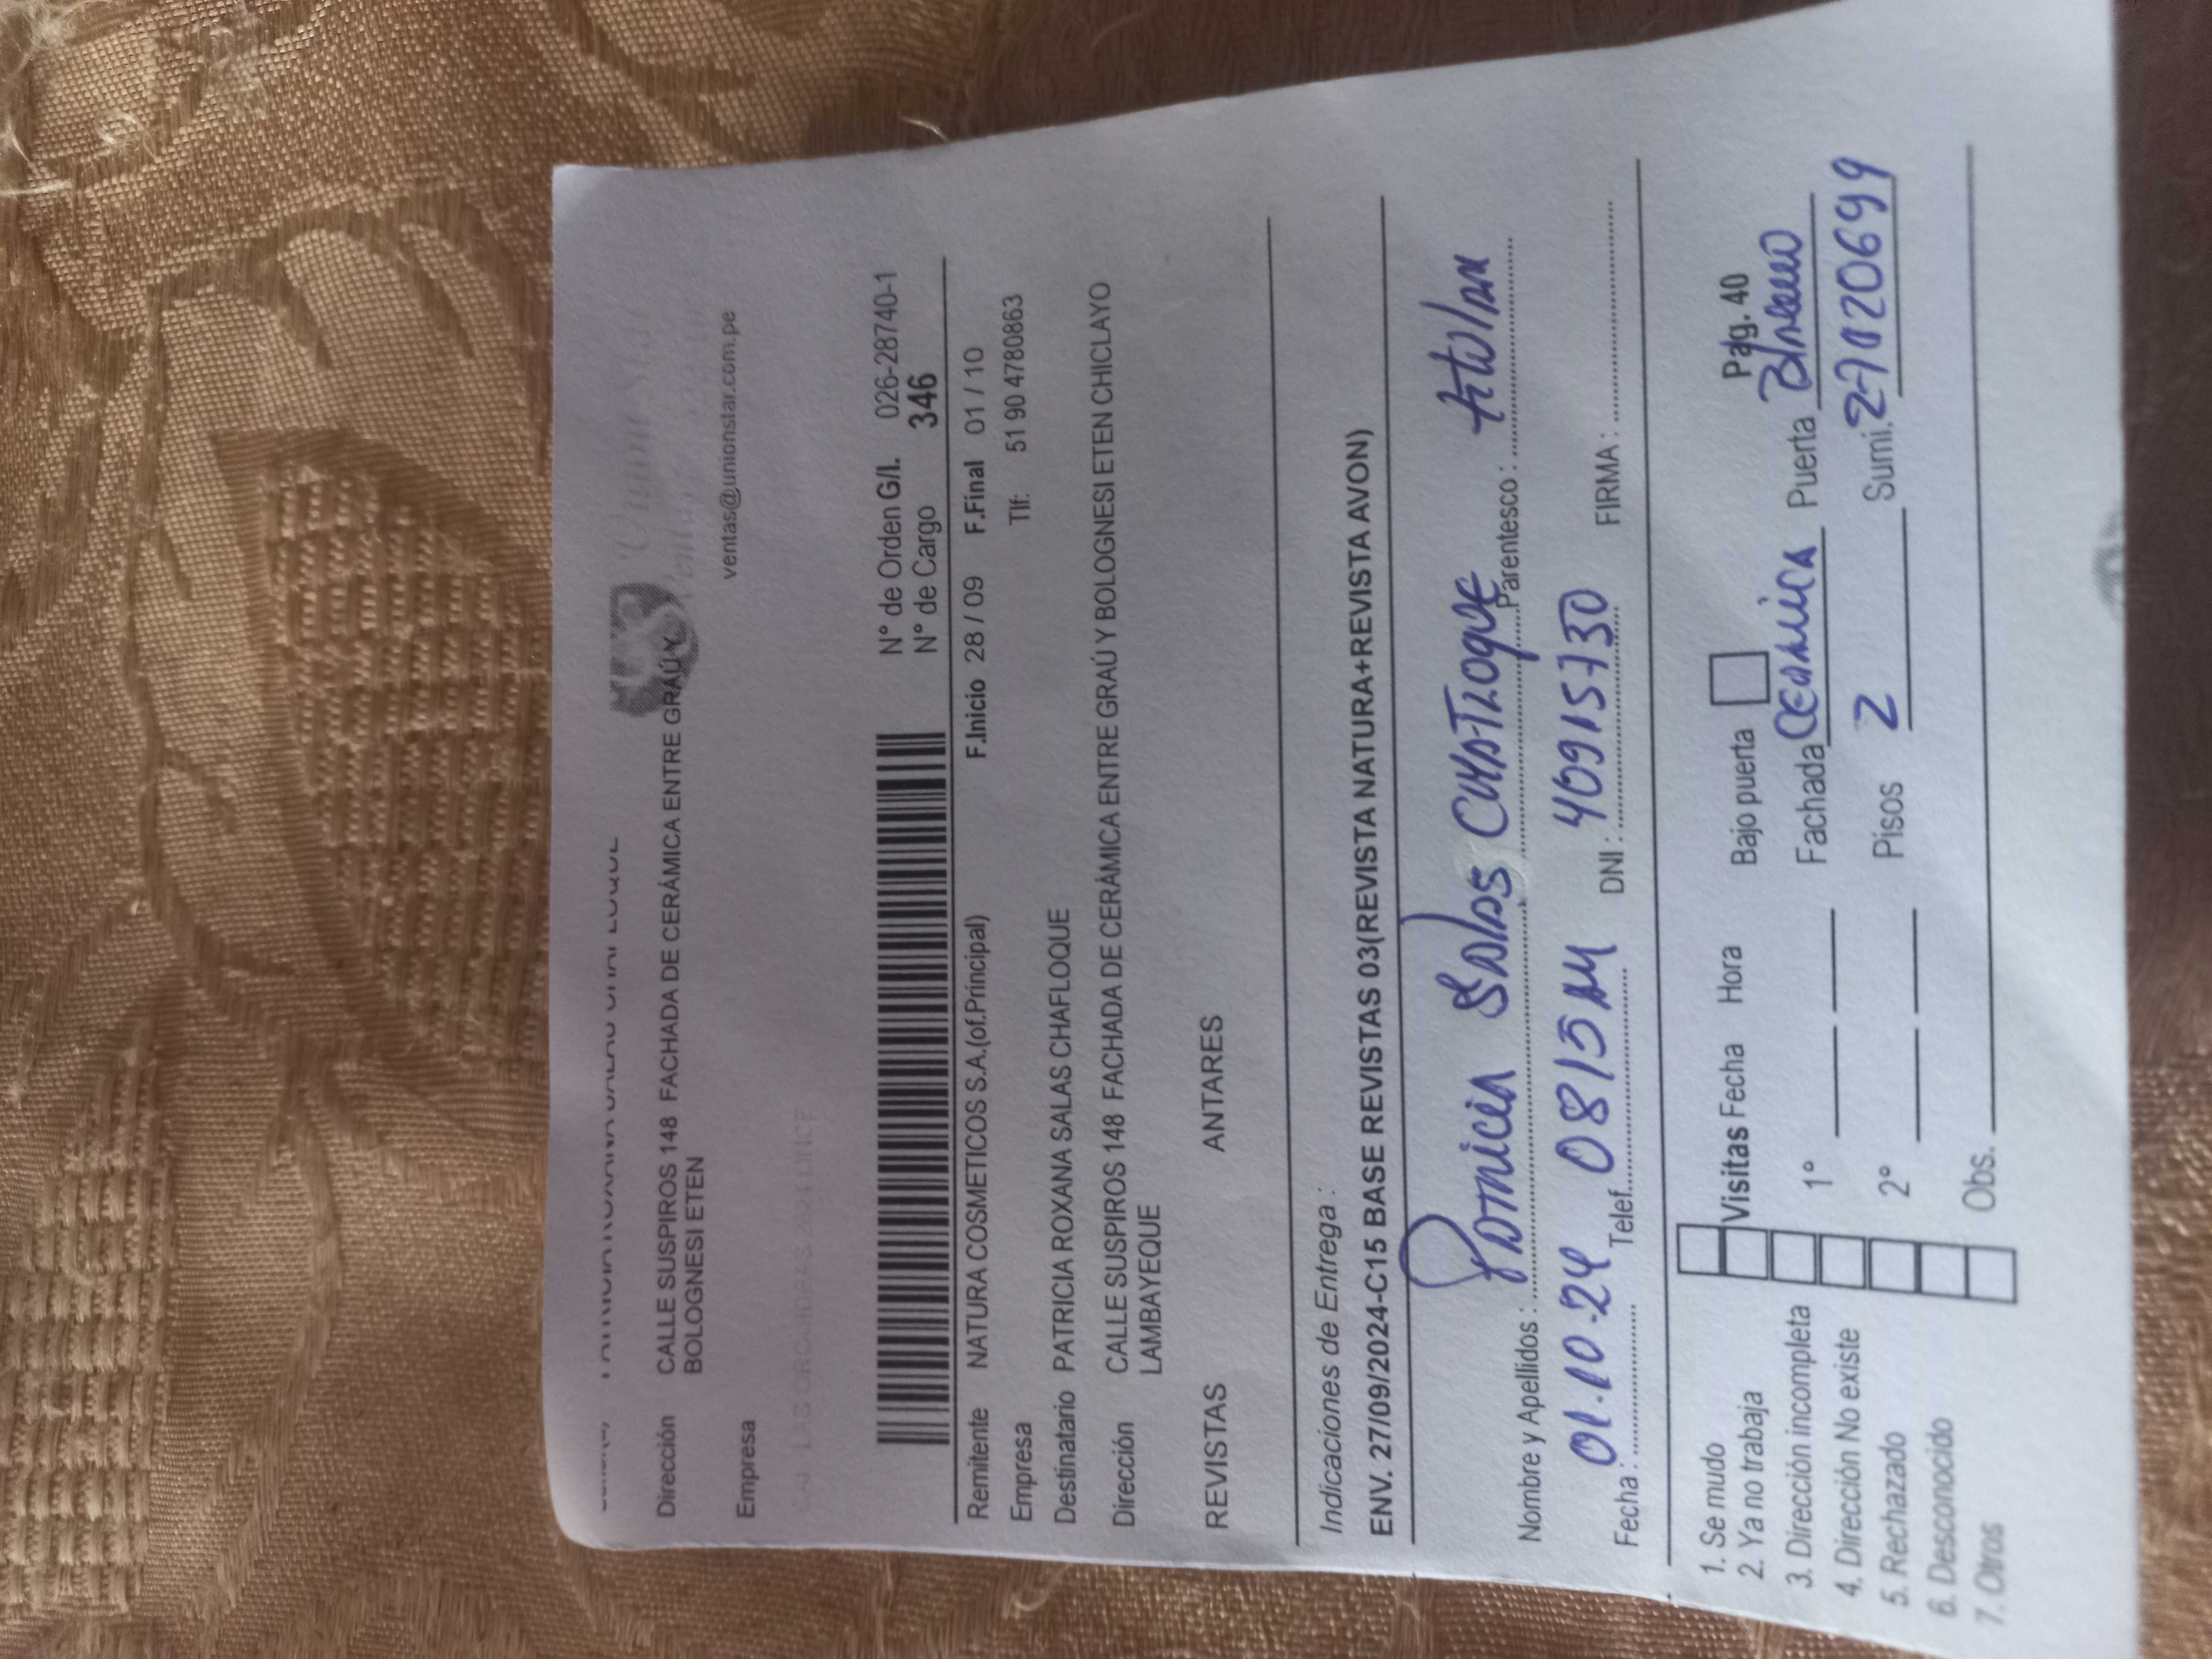 Dirección CALLE SUSPIROS 148 FACHADA DE CERÁMICA ENTRE GRAÚ Y
BOLOGNESI ETEN
ventas@unionstar.com.pe
Empresa
N° de Orden G/I. 026-28740-1
N° de Cargo 346
Remitente NATURA COSMETICOS S.A.(of.Principal) F.Inicio 28 / 09 F.Final 01 / 10
Empresa Tlf: 51 90 4780863
Destinatario PATRICIA ROXANA SALAS CHAFLOQUE
Dirección CALLE SUSPIROS 148 FACHADA DE CERÁMICA ENTRE GRAÚ Y BOLOGNESI ETEN CHICLAYO
LAMBAYEQUE
REVISTAS ANTARES
Indicaciones de Entrega :
ENV. 27/09/2024-C15 BASE REVISTAS 03(REVISTA NATURA+REVISTA AVON)
Nombre y Apellidos : Patricia Salas Parentesco : titular
Fecha : 01.10.24 Telef. DNI : 40915730 FIRMA :
Pág. 40
1. Se mudo
2. Ya no trabaja
3. Dirección incompleta
4. Dirección No existe
5. Rechazado
6. Desconocido
7. Otros
Visitas Fecha Hora Bajo puerta
1° Fachada CERAMICA Puerta Blanco
2° Pisos 2 Sumi.
Obs.